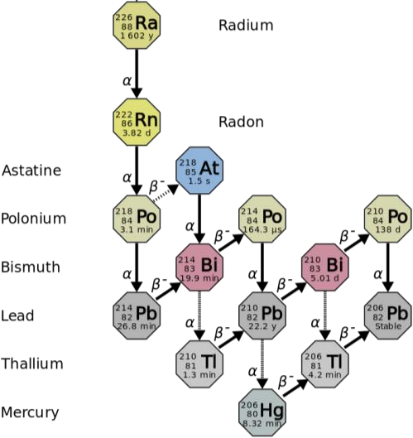 226
88 Ra
1602 y
Radium
α
222
86 Rn
3.82 d
Radon
α
β⁻
218
85 At
1.5 s
Astatine
218
84 Po
3.1 min
Polonium
α
β⁻
214
84 Po
164.3 µs
β⁻
210
84 Po
138 d
Bismuth
α
214
83 Bi
19.9 min
α
210
83 Bi
5.01 d
α
Lead
214
82 Pb
26.8 min
β⁻
α
210
82 Pb
22.2 y
β⁻
α
206
82 Pb
Stable
Thallium
210
81 Tl
1.3 min
β⁻
α
206
81 Tl
4.2 min
β⁻
Mercury
206
80 Hg
8.32 min
β⁻